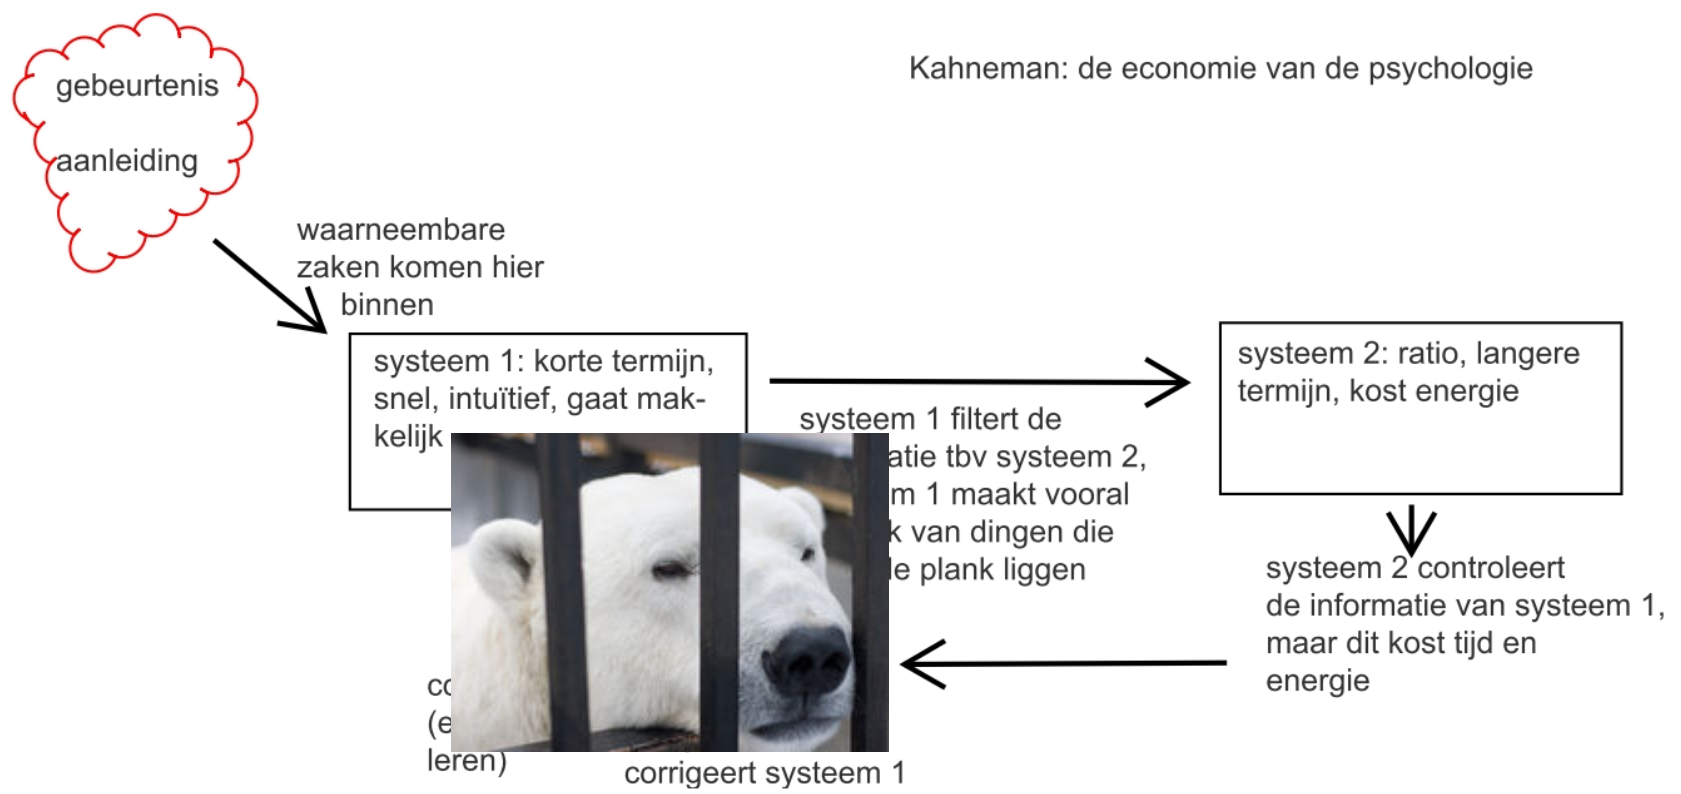 gebeurtenis
aanleiding
Kahneman: de economie van de psychologie
waarneembare
zaken komen hier
binnen
systeem 1: korte termijn,
snel, intuïtief, gaat mak-
kelijk
systeem 1 filtert de
tbv systeem 2,
1 maakt vooral
van dingen die
plank liggen
systeem 2: ratio, langere
termijn, kost energie
systeem 2 controleert
de informatie van systeem 1,
maar dit kost tijd en
energie
leren)
corrigeert systeem 1